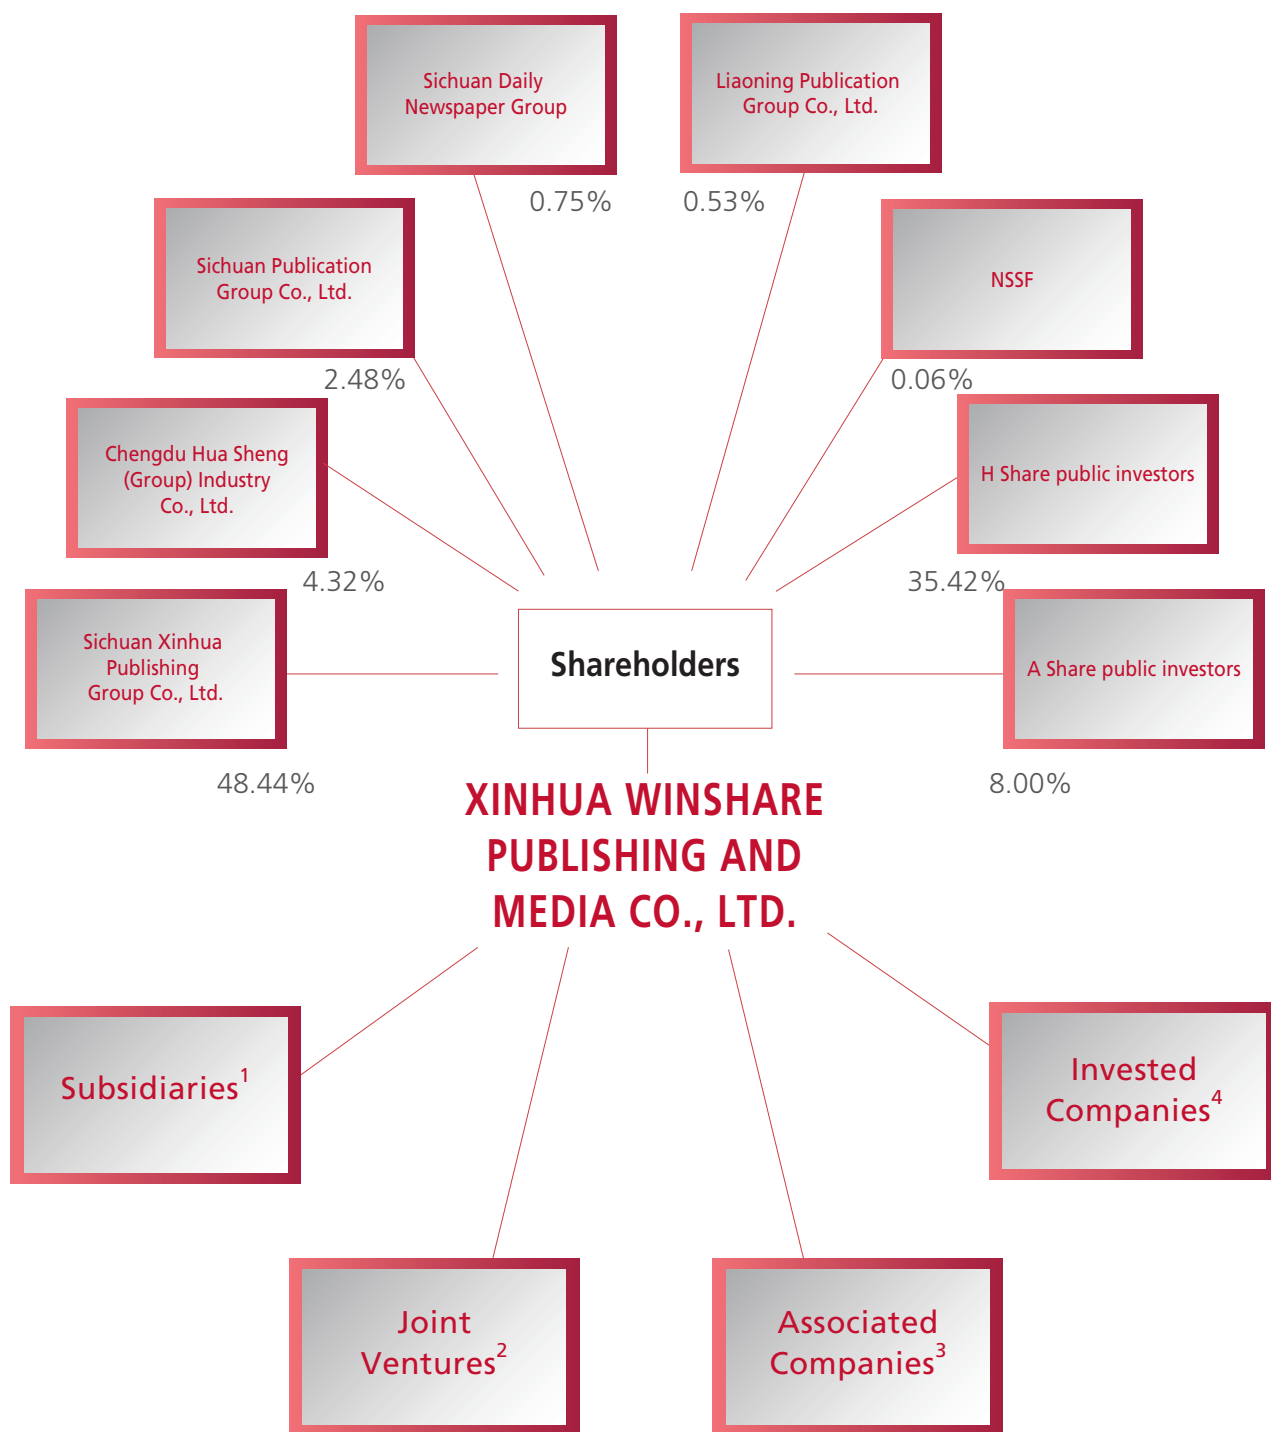 Sichuan Daily
Newspaper Group
0.75%
Liaoning Publication
Group Co., Ltd.
0.53%
Sichuan Publication
Group Co., Ltd.
2.48%
NSSF
0.06%
Chengdu Hua Sheng
(Group) Industry
Co., Ltd.
4.32%
H Share public investors
35.42%
Sichuan Xinhua
Publishing
Group Co., Ltd.
48.44%
Shareholders
A Share public investors
8.00%
XINHUA WINSHARE
PUBLISHING AND
MEDIA CO., LTD.
Subsidiaries1
Invested
Companies4
Joint
Ventures2
Associated
Companies3